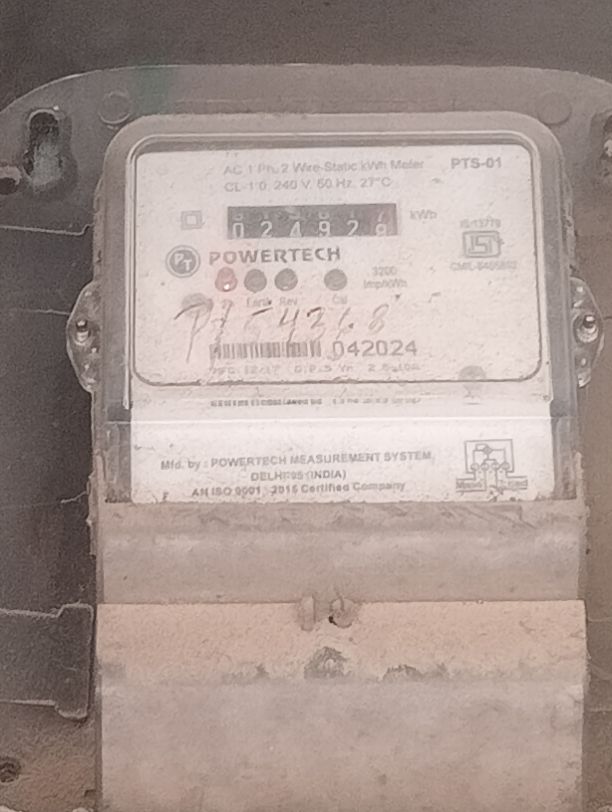 AC 1 Ph. 2 Wire-Static kWh Meter PTS-01
CL-1.0, 240 V, 50 Hz, 27°C
kWh
024928
IS:13779
PT POWERTECH
3200
Imp/kWh
Earth Rev Cal
042024
Mfd. by : POWERTECH MEASUREMENT SYSTEM
DELHI-95 (INDIA)
AN ISO 9001 : 2015 Certified Company